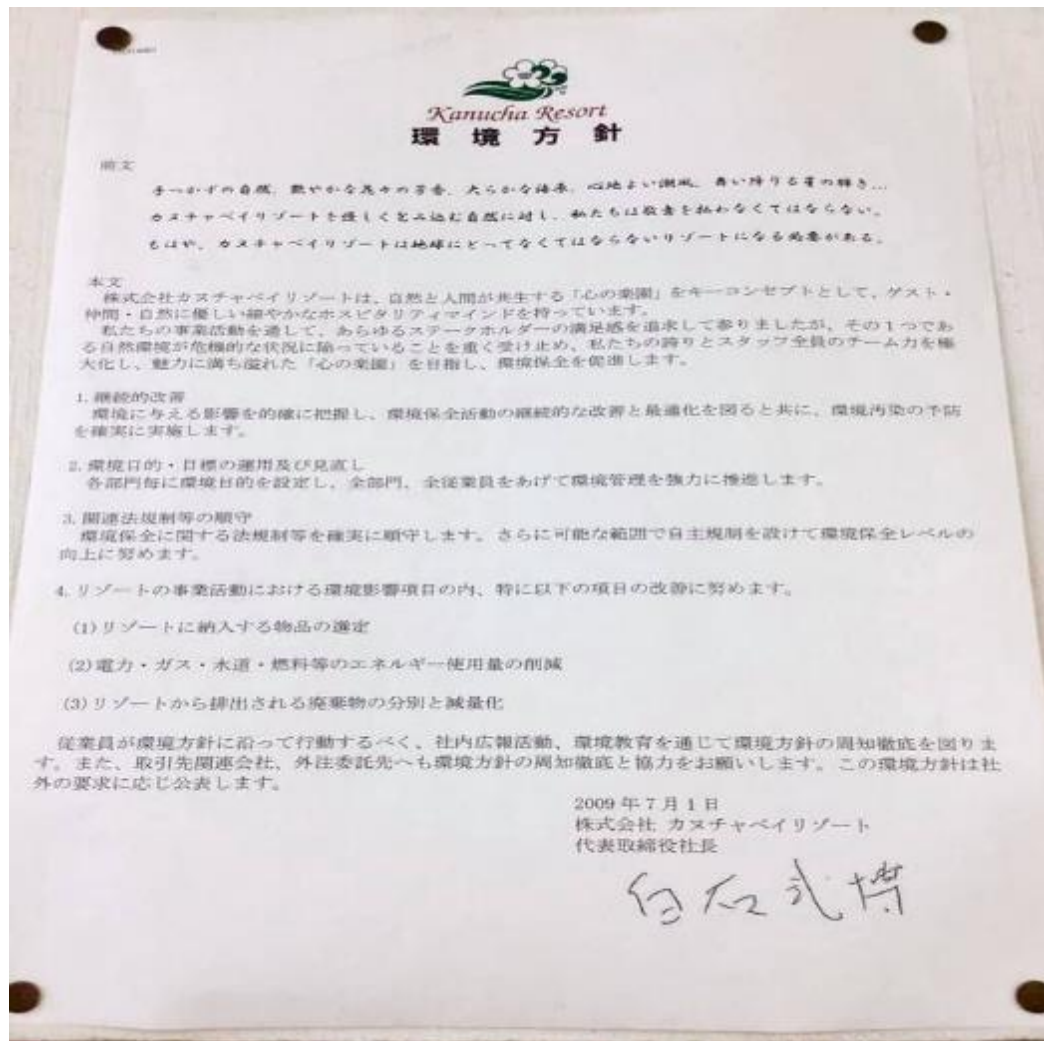 Kanucha Resort
環境方針
前文
手つかずの自然、艶やかな花々の芳香、大らかな海原、心地よい潮風、舞い降りる星の輝き…
カヌチャベイリゾートを優しく包み込む自然に対し、私たちは敬意を払わなくてはならない。
もはや、カヌチャベイリゾートは地球にとってなくてはならないリゾートになる必要がある。
本文
株式会社カヌチャベイリゾートは、自然と人間が共生する「心の楽園」をキーコンセプトとして、ゲスト・
仲間・自然に優しい細やかなホスピタリティマインドを持っています。
私たちの事業活動を通して、あらゆるステークホルダーの満足感を追求して参りましたが、その1つであ
る自然環境が危機的な状況に陥っていることを重く受け止め、私たちの誇りとスタッフ全員のチーム力を極
大化し、魅力に満ち溢れた「心の楽園」を目指し、環境保全を促進します。
1. 継続的改善
環境に与える影響を的確に把握し、環境保全活動の継続的な改善と最適化を図ると共に、環境汚染の予防
を確実に実施します。
2. 環境目的・目標の運用及び見直し
各部門毎に環境目的を設定し、全部門、全従業員をあげて環境管理を強力に推進します。
3. 関連法規制等の順守
環境保全に関する法規制等を確実に順守します。さらに可能な範囲で自主規制を設けて環境保全レベルの
向上に努めます。
4. リゾートの事業活動における環境影響項目の内、特に以下の項目の改善に努めます。
(1)リゾートに納入する物品の選定
(2)電力・ガス・水道・燃料等のエネルギー使用量の削減
(3)リゾートから排出される廃棄物の分別と減量化
従業員が環境方針に沿って行動するべく、社内広報活動、環境教育を通じて環境方針の周知徹底を図りま
す。また、取引先関連会社、外注委託先へも環境方針の周知徹底と協力をお願いします。この環境方針は社
外の要求に応じ公表します。
2009年7月1日
株式会社 カヌチャベイリゾート
代表取締役社長
白石武博